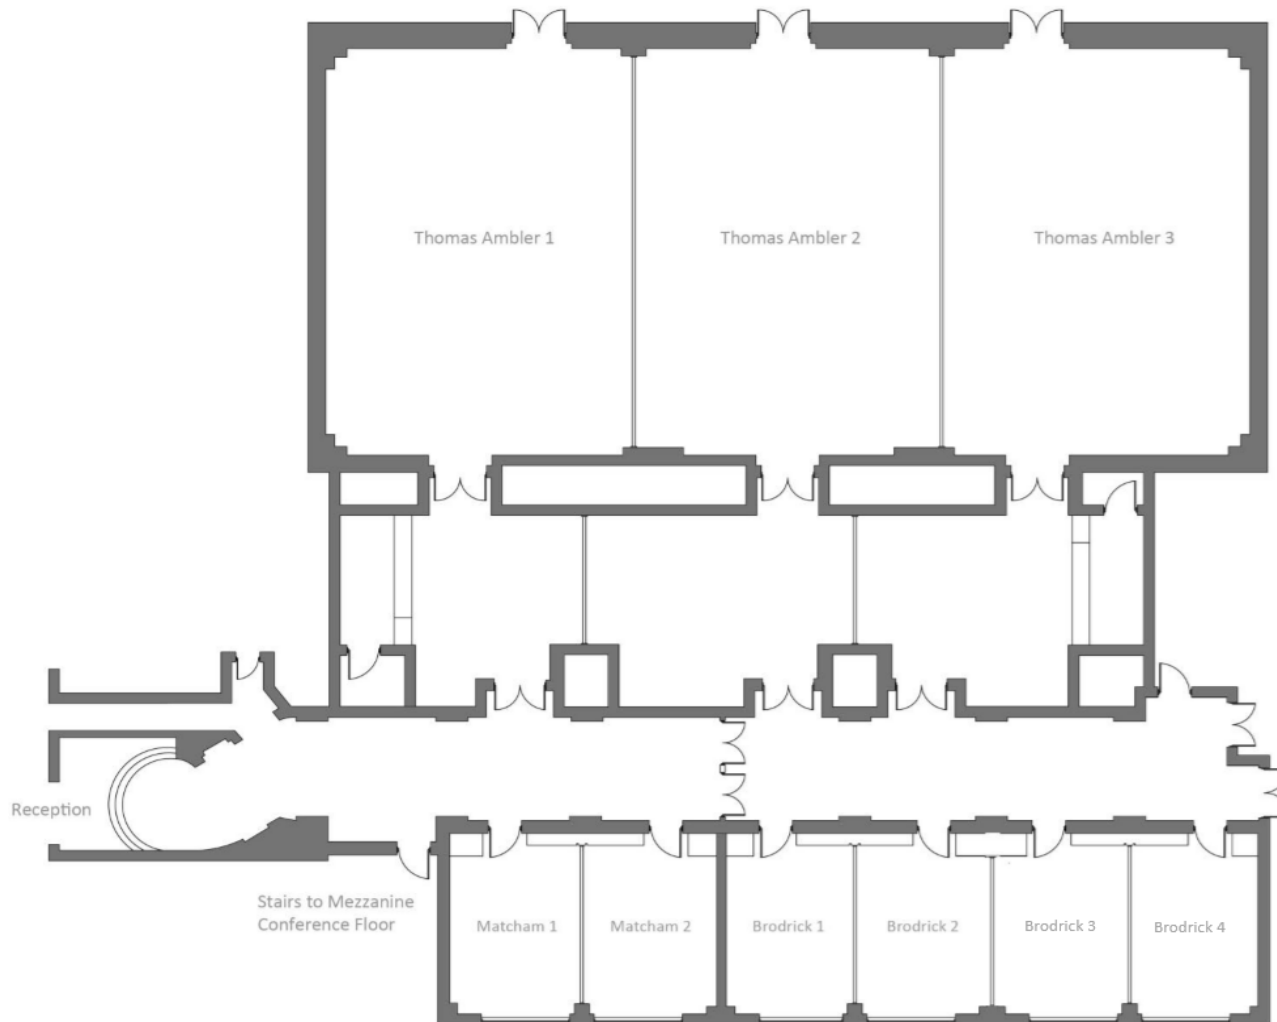 Thomas Ambler 1
Thomas Ambler 2
Thomas Ambler 3
Reception
Stairs to Mezzanine
Conference Floor
Matcham 1
Matcham 2
Brodrick 1
Brodrick 2
Brodrick 3
Brodrick 4